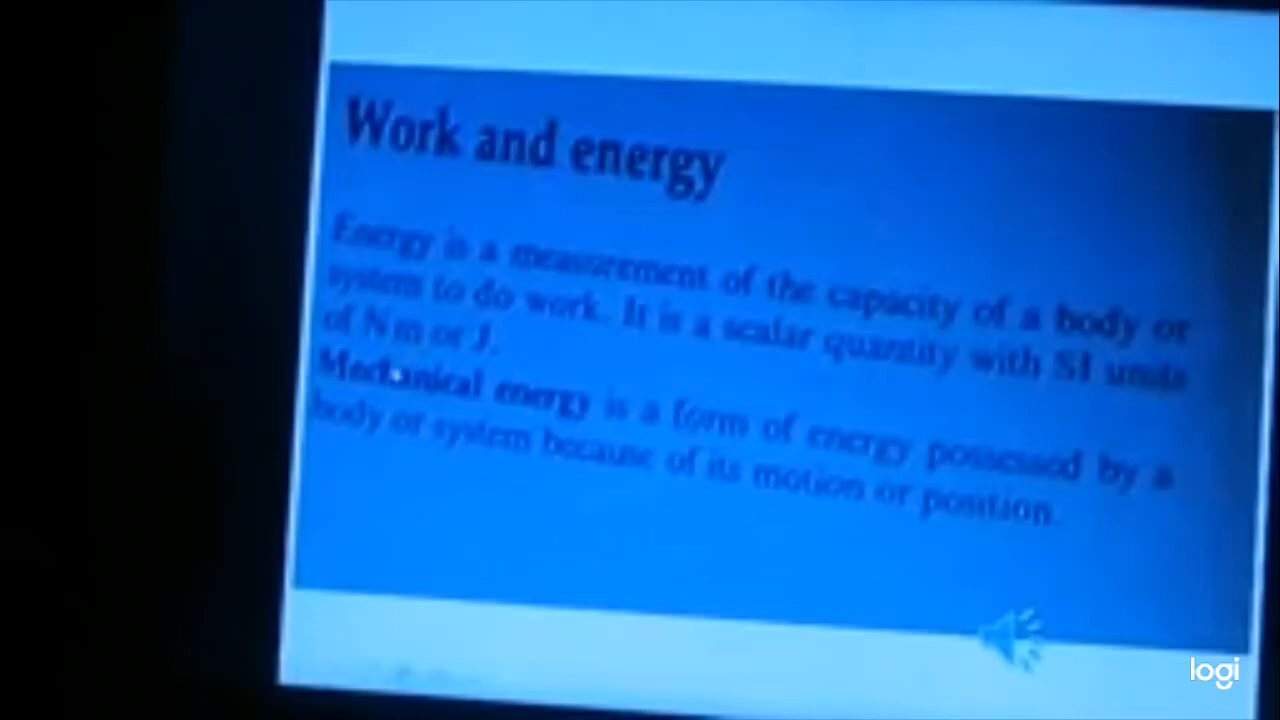 Work and energy
Energy is a measurement of the capacity of a body or
system to do work. It is a scalar quantity with SI units
of Nm or J.
Mechanical energy is a form of energy possessed by a
body or system because of its motion or position.
logi